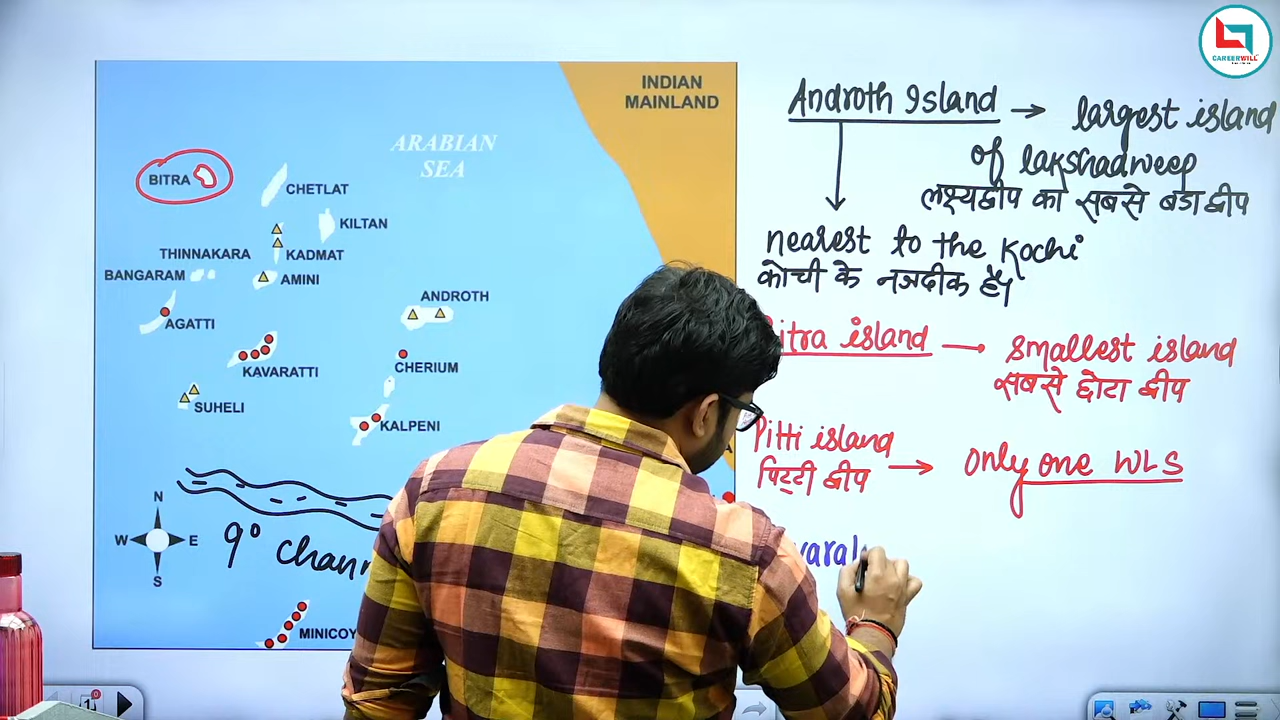 CAREERWILL
INDIAN
MAINLAND
ARABIAN
SEA
BITRA
CHETLAT
KILTAN
THINNAKARA
KADMAT
BANGARAM
AMINI
ANDROTH
AGATTI
CHERIUM
KAVARATTI
SUHELI
KALPENI
N
W E
S
9° chann
MINICOY
Androth Island → largest island
of lakshadweep
लक्ष्यद्वीप का सबसे बडा द्वीप
nearest to the Kochi
कोची के नजदीक है।
itra island → smallest island
सबसे छोटा द्वीप
Pitti island → only one WLS
पिट्टी द्वीप